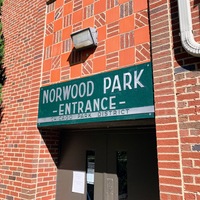 NORWOOD PARK
-ENTRANCE-
CHICAGO PARK DISTRICT